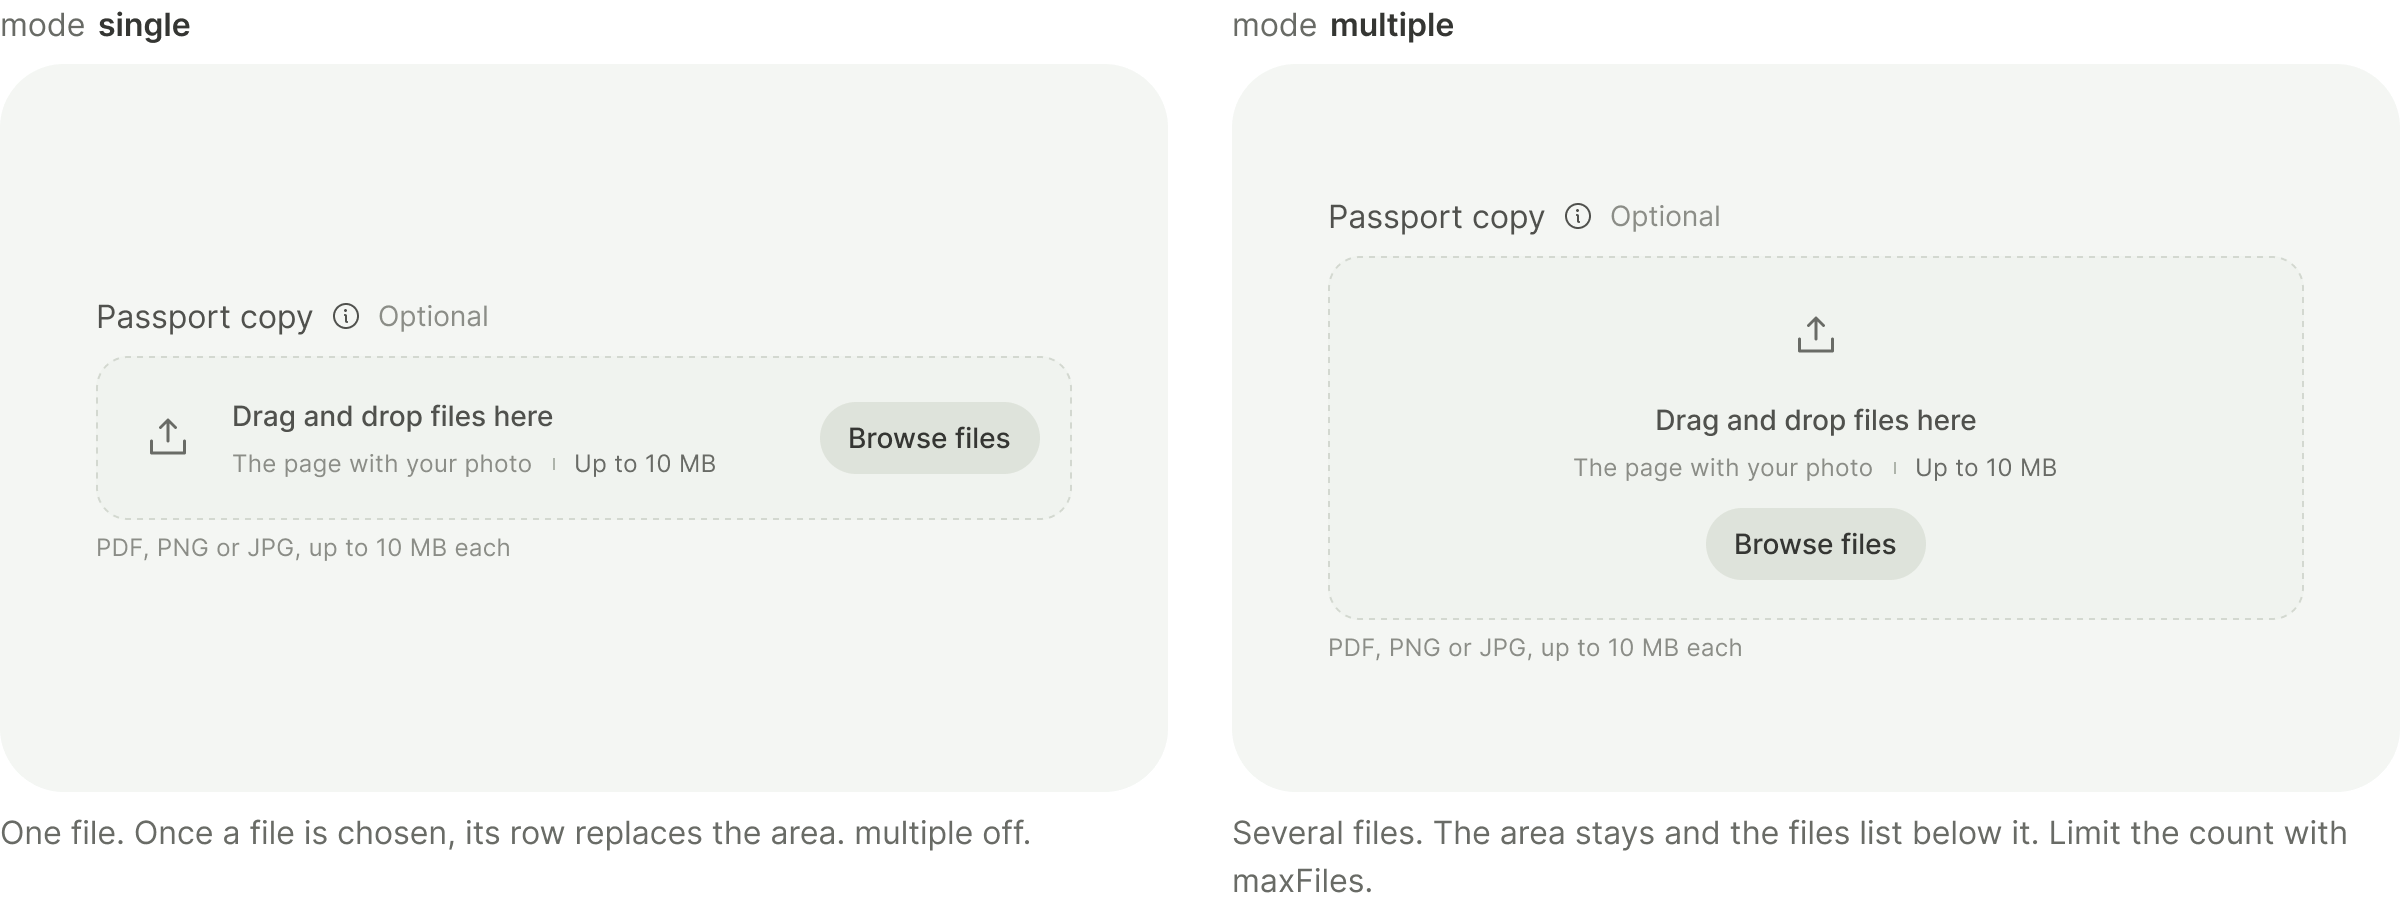 mode single
Passport copy Optional
Drag and drop files here
The page with your photo Up to 10 MB
Browse files
PDF, PNG or JPG, up to 10 MB each
One file. Once a file is chosen, its row replaces the area. multiple off.
mode multiple
Passport copy Optional
Drag and drop files here
The page with your photo Up to 10 MB
Browse files
PDF, PNG or JPG, up to 10 MB each
Several files. The area stays and the files list below it. Limit the count with
maxFiles.